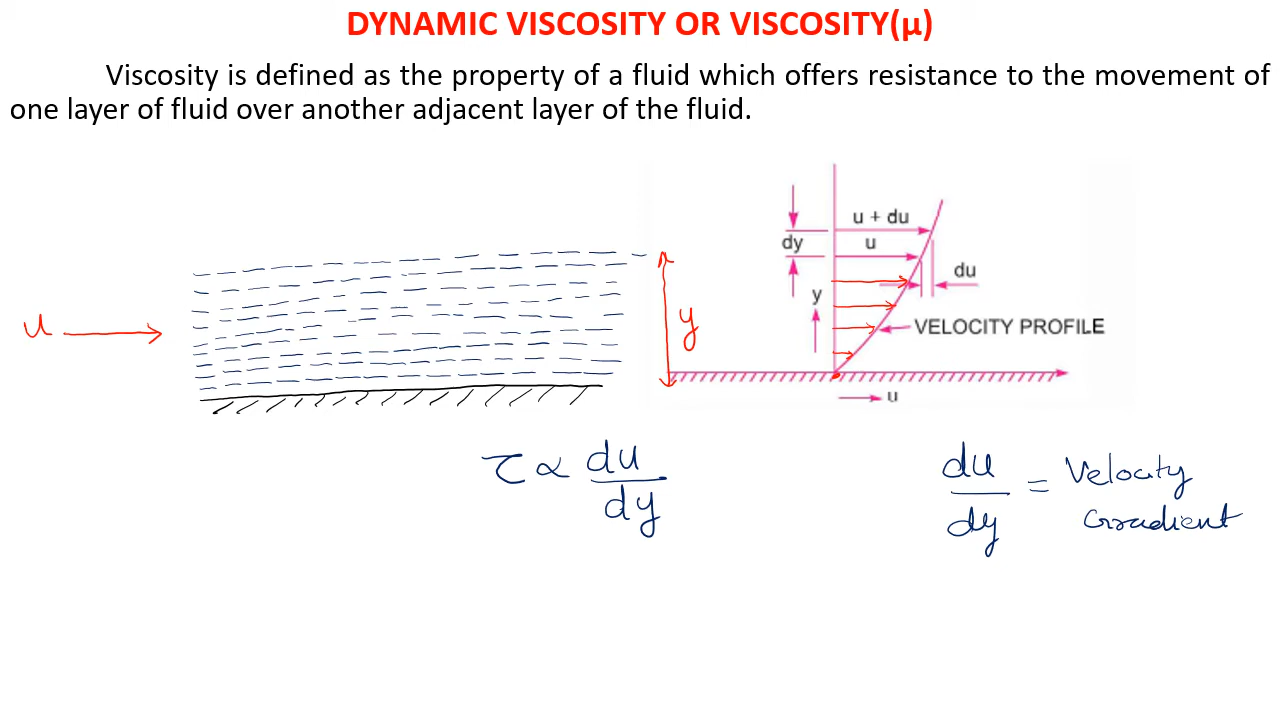 DYNAMIC VISCOSITY OR VISCOSITY(μ)
Viscosity is defined as the property of a fluid which offers resistance to the movement of
one layer of fluid over another adjacent layer of the fluid.
u + du
dy
u
du
y
u
y
VELOCITY PROFILE
u
τ ∝ du/dy
du/dy = Velocity
Gradient